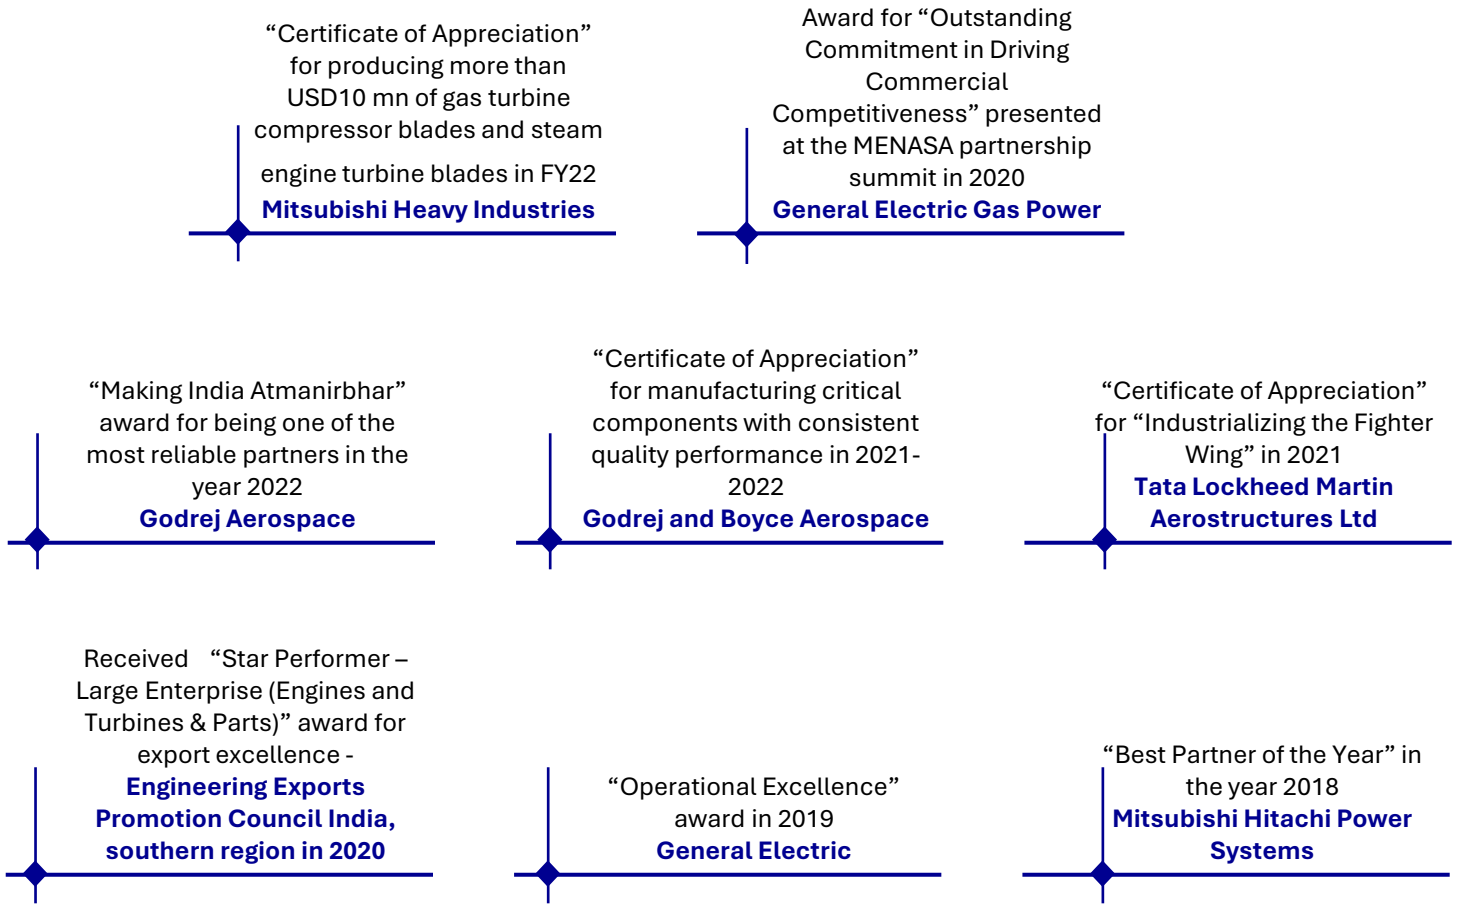 “Certificate of Appreciation”
for producing more than
USD10 mn of gas turbine
compressor blades and steam
engine turbine blades in FY22
Mitsubishi Heavy Industries
Award for “Outstanding
Commitment in Driving
Commercial
Competitiveness” presented
at the MENASA partnership
summit in 2020
General Electric Gas Power
“Making India Atmanirbhar”
award for being one of the
most reliable partners in the
year 2022
Godrej Aerospace
“Certificate of Appreciation”
for manufacturing critical
components with consistent
quality performance in 2021-
2022
Godrej and Boyce Aerospace
“Certificate of Appreciation”
for “Industrializing the Fighter
Wing” in 2021
Tata Lockheed Martin
Aerostructures Ltd
Received “Star Performer –
Large Enterprise (Engines and
Turbines & Parts)” award for
export excellence -
Engineering Exports
Promotion Council India,
southern region in 2020
“Operational Excellence”
award in 2019
General Electric
“Best Partner of the Year” in
the year 2018
Mitsubishi Hitachi Power
Systems